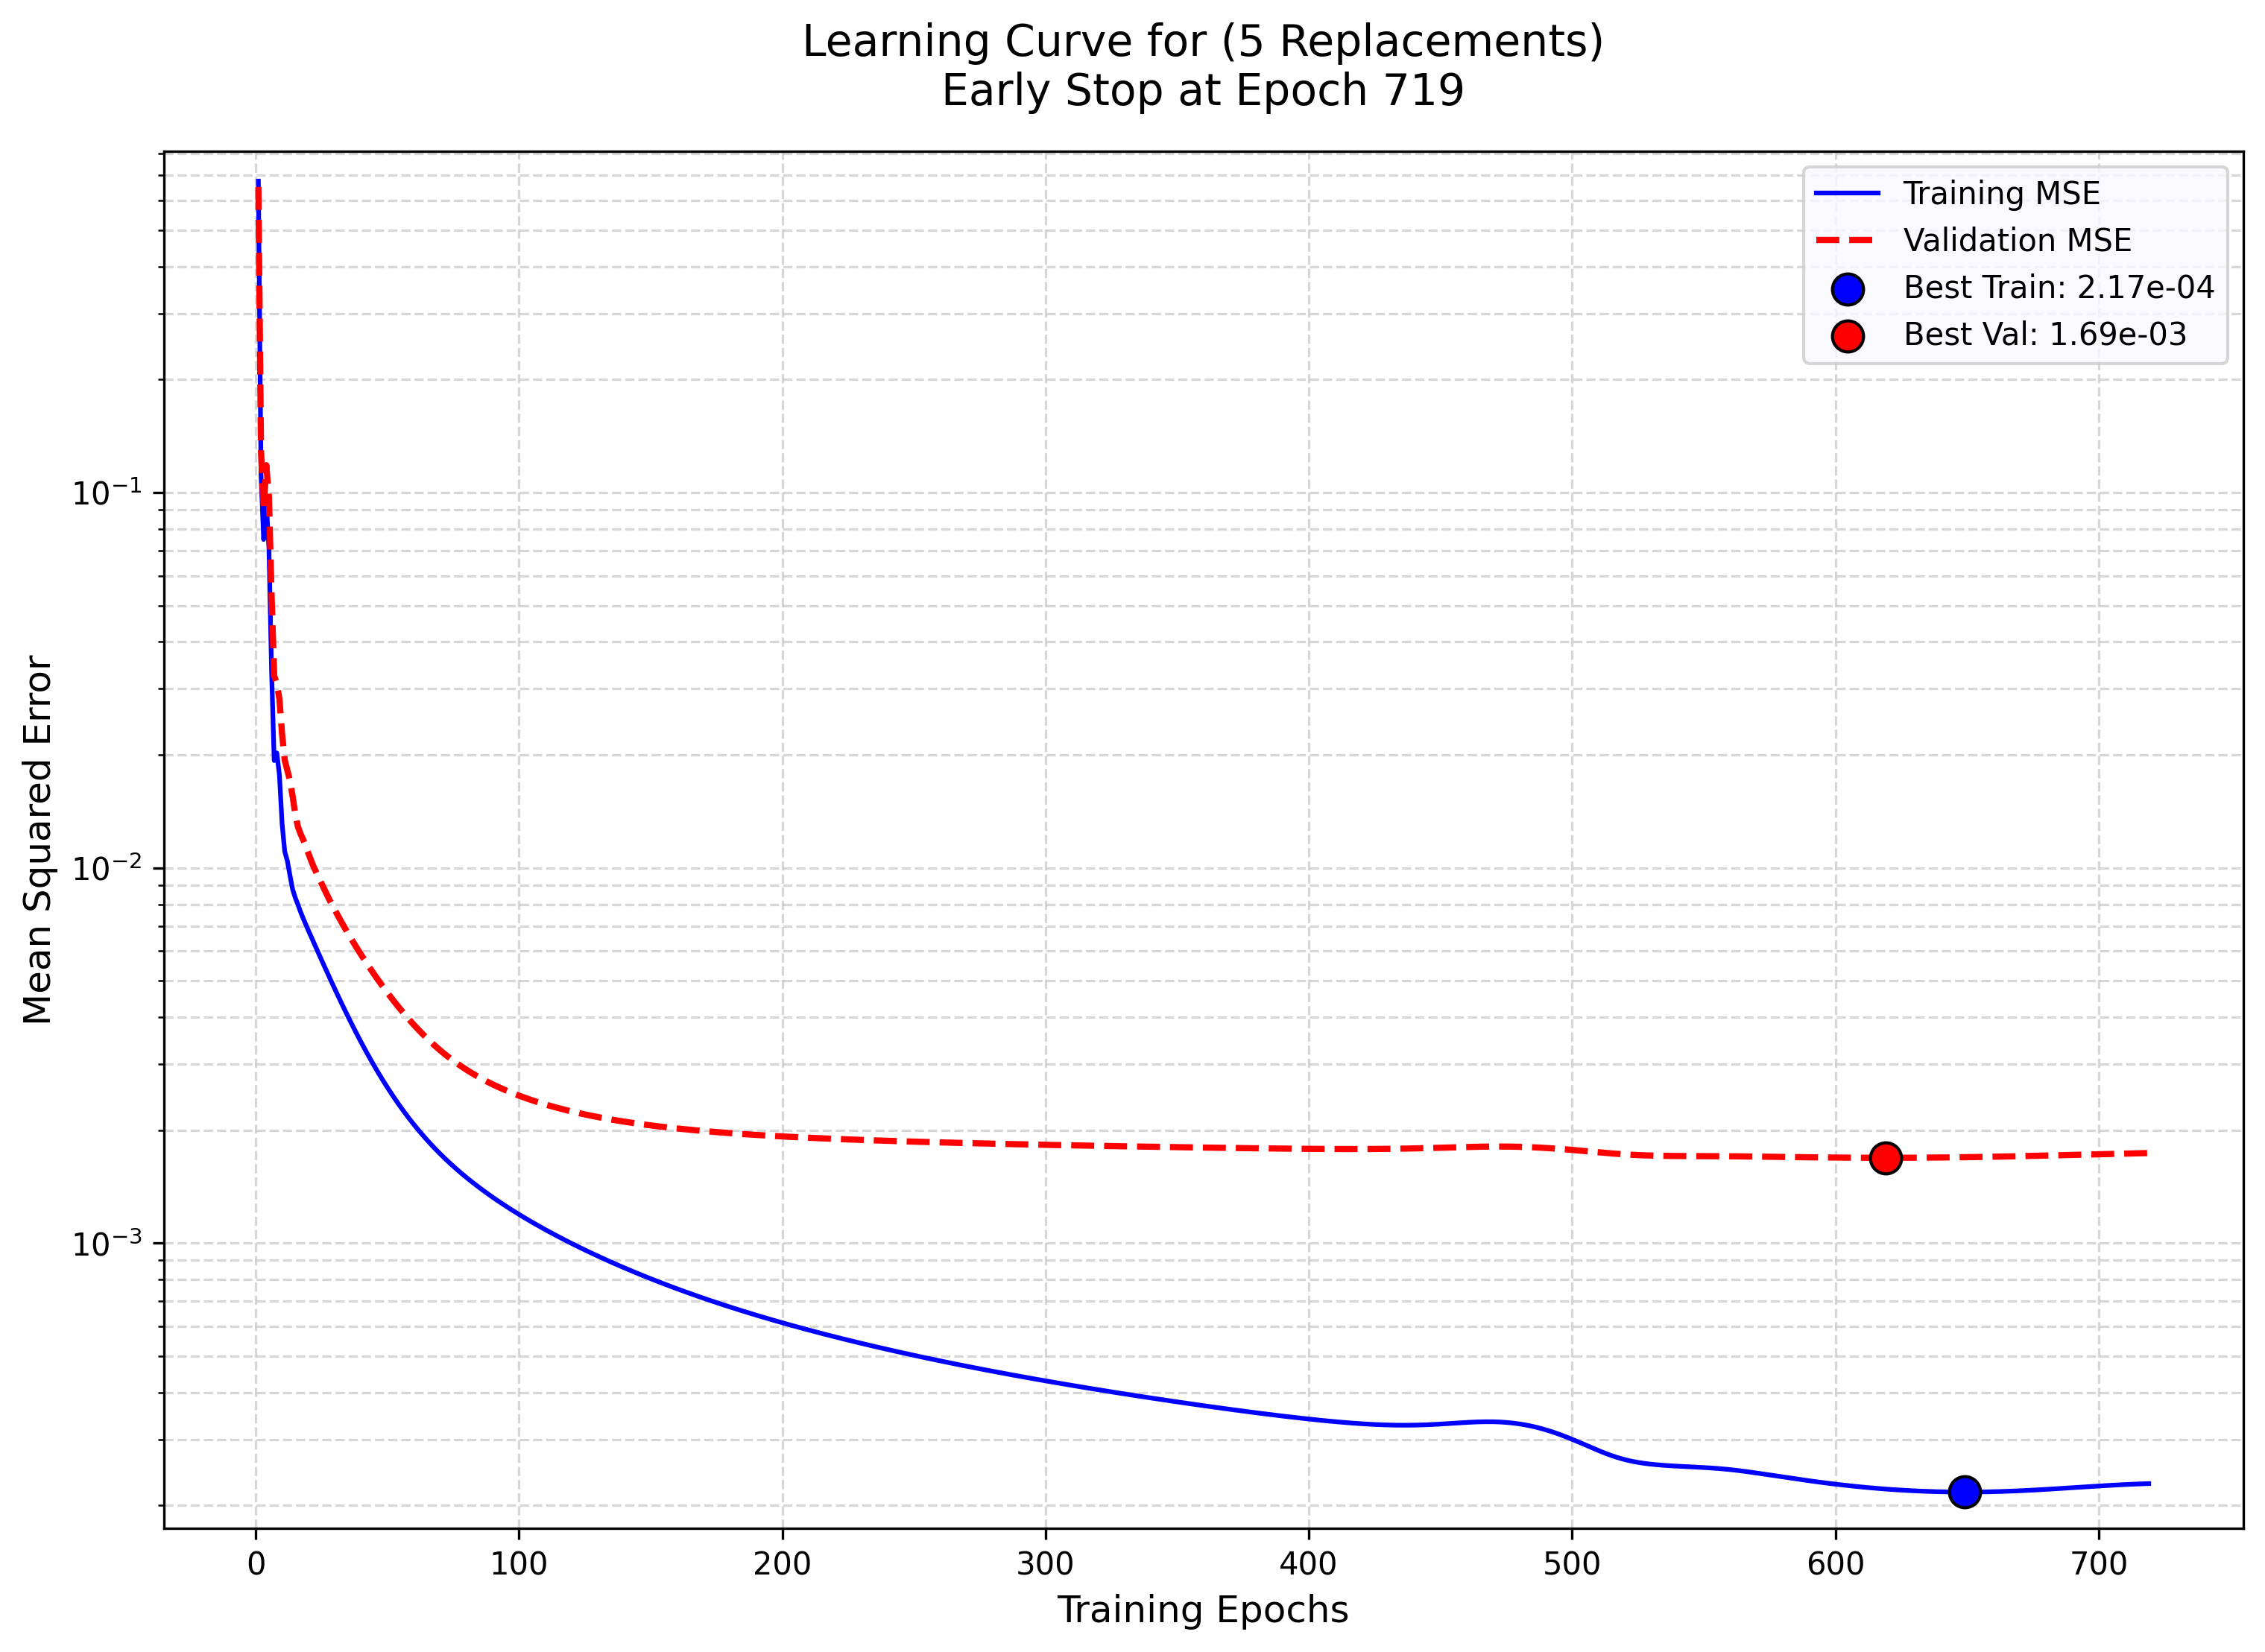 Learning Curve for (5 Replacements)
Early Stop at Epoch 719
Training MSE
Validation MSE
Best Train: 2.17e-04
Best Val: 1.69e-03
Mean Squared Error
10⁻¹
10⁻²
10⁻³
0 100 200 300 400 500 600 700
Training Epochs